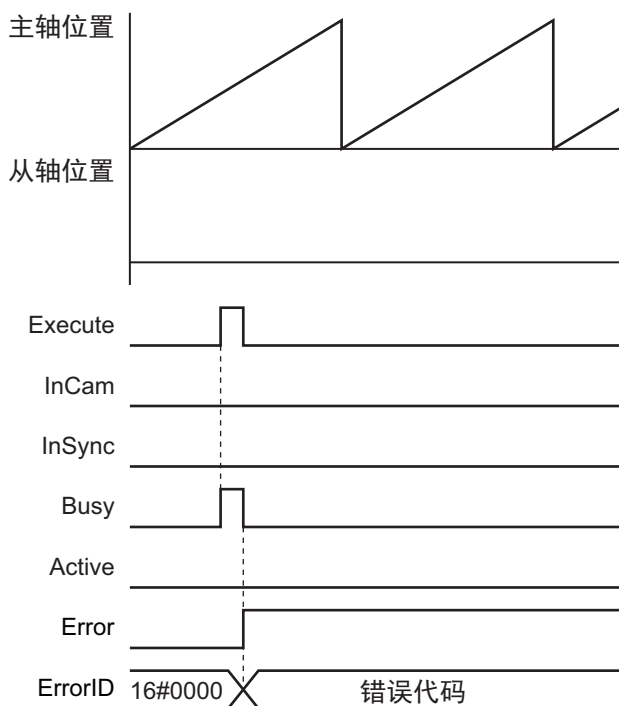 主轴位置
从轴位置
Execute
InCam
InSync
Busy
Active
Error
ErrorID 16#0000 错误代码